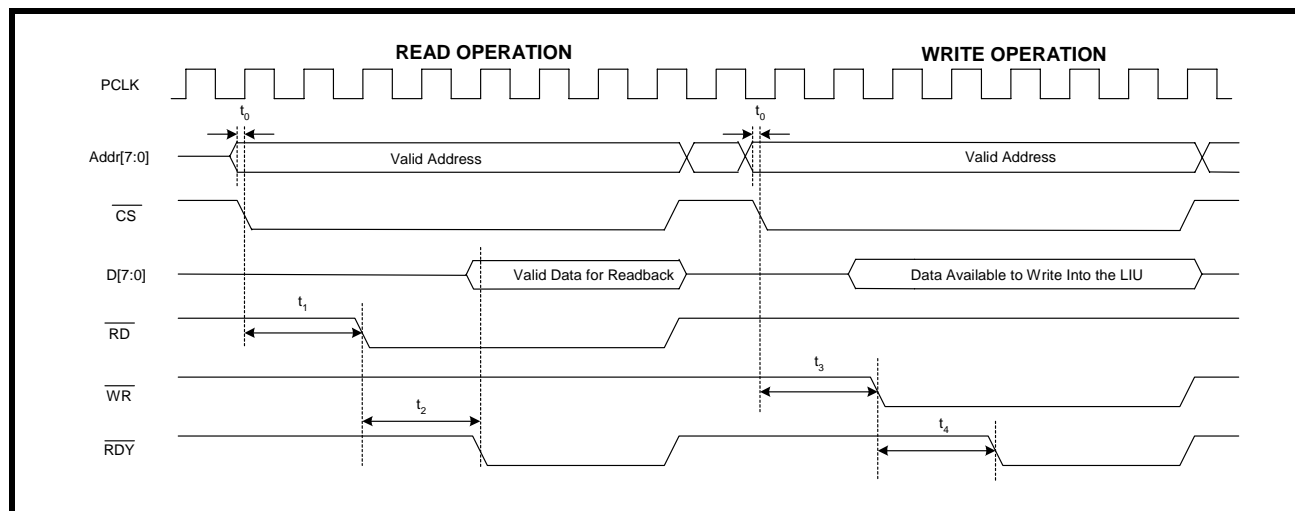 READ OPERATION WRITE OPERATION
PCLK
t0 t0
Addr[7:0] Valid Address Valid Address
CS
D[7:0] Valid Data for Readback Data Available to Write Into the LIU
t1
RD
t3
WR
t2 t4
RDY